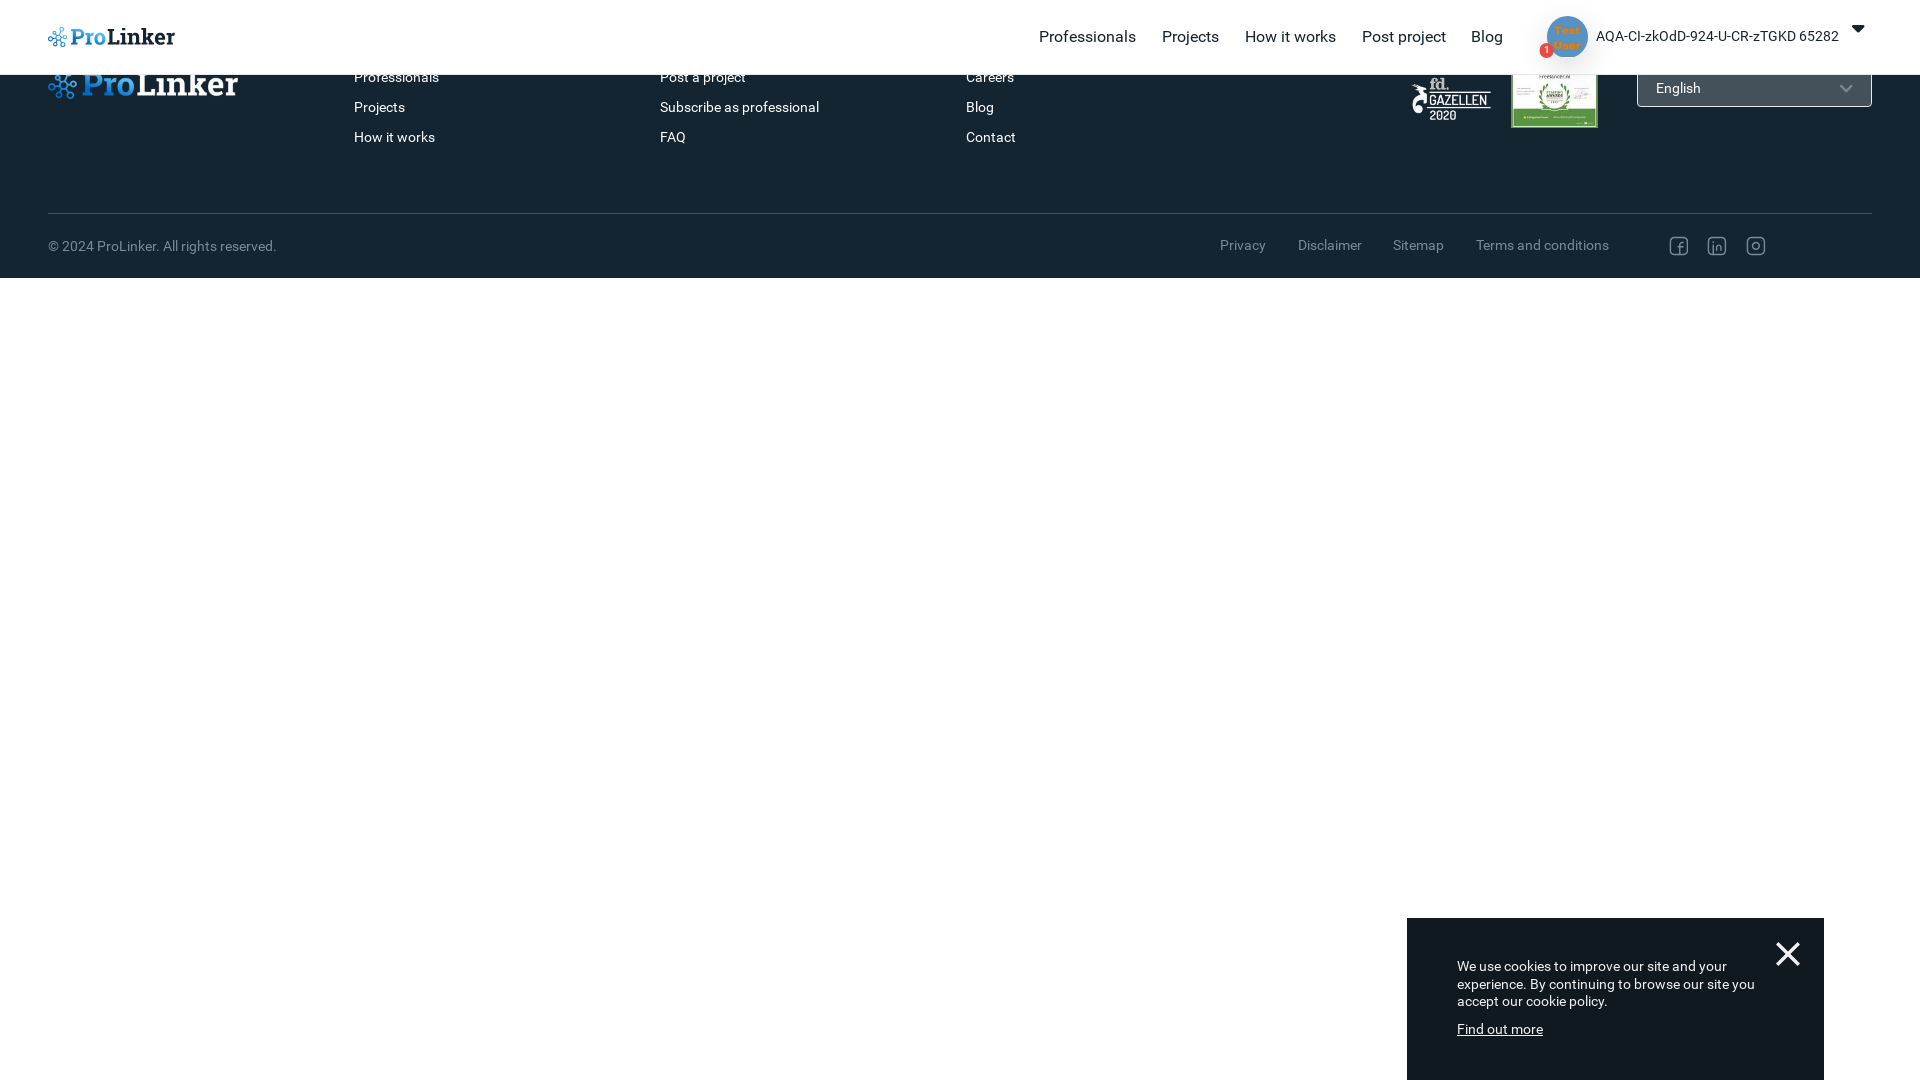 ProLinker
Professionals
Projects
How it works
Post project
Blog
Test
User
1
AQA-CI-zkOdD-924-U-CR-zTGKD 65282
ProLinker
Professionals
Projects
How it works
Post a project
Subscribe as professional
FAQ
Careers
Blog
Contact
fd.
GAZELLEN
2020
English
© 2024 ProLinker. All rights reserved.
Privacy
Disclaimer
Sitemap
Terms and conditions
We use cookies to improve our site and your
experience. By continuing to browse our site you
accept our cookie policy.
Find out more